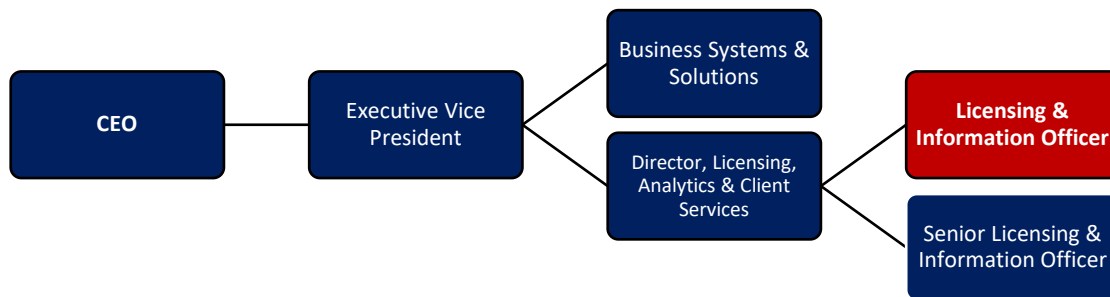 CEO
Executive Vice
President
Business Systems &
Solutions
Director, Licensing,
Analytics & Client
Services
Licensing &
Information Officer
Senior Licensing &
Information Officer